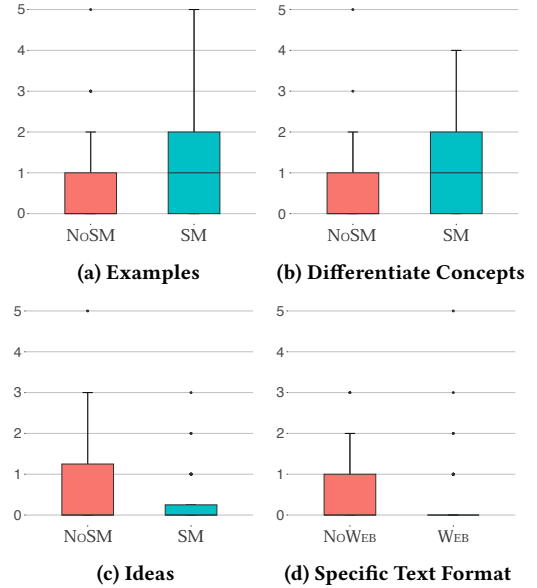 5
4
3
2
1
0
NoSM
SM
(a) Examples
5
4
3
2
1
0
NoSM
SM
(b) Differentiate Concepts
5
4
3
2
1
0
NoSM
SM
(c) Ideas
5
4
3
2
1
0
NoWeb
Web
(d) Specific Text Format